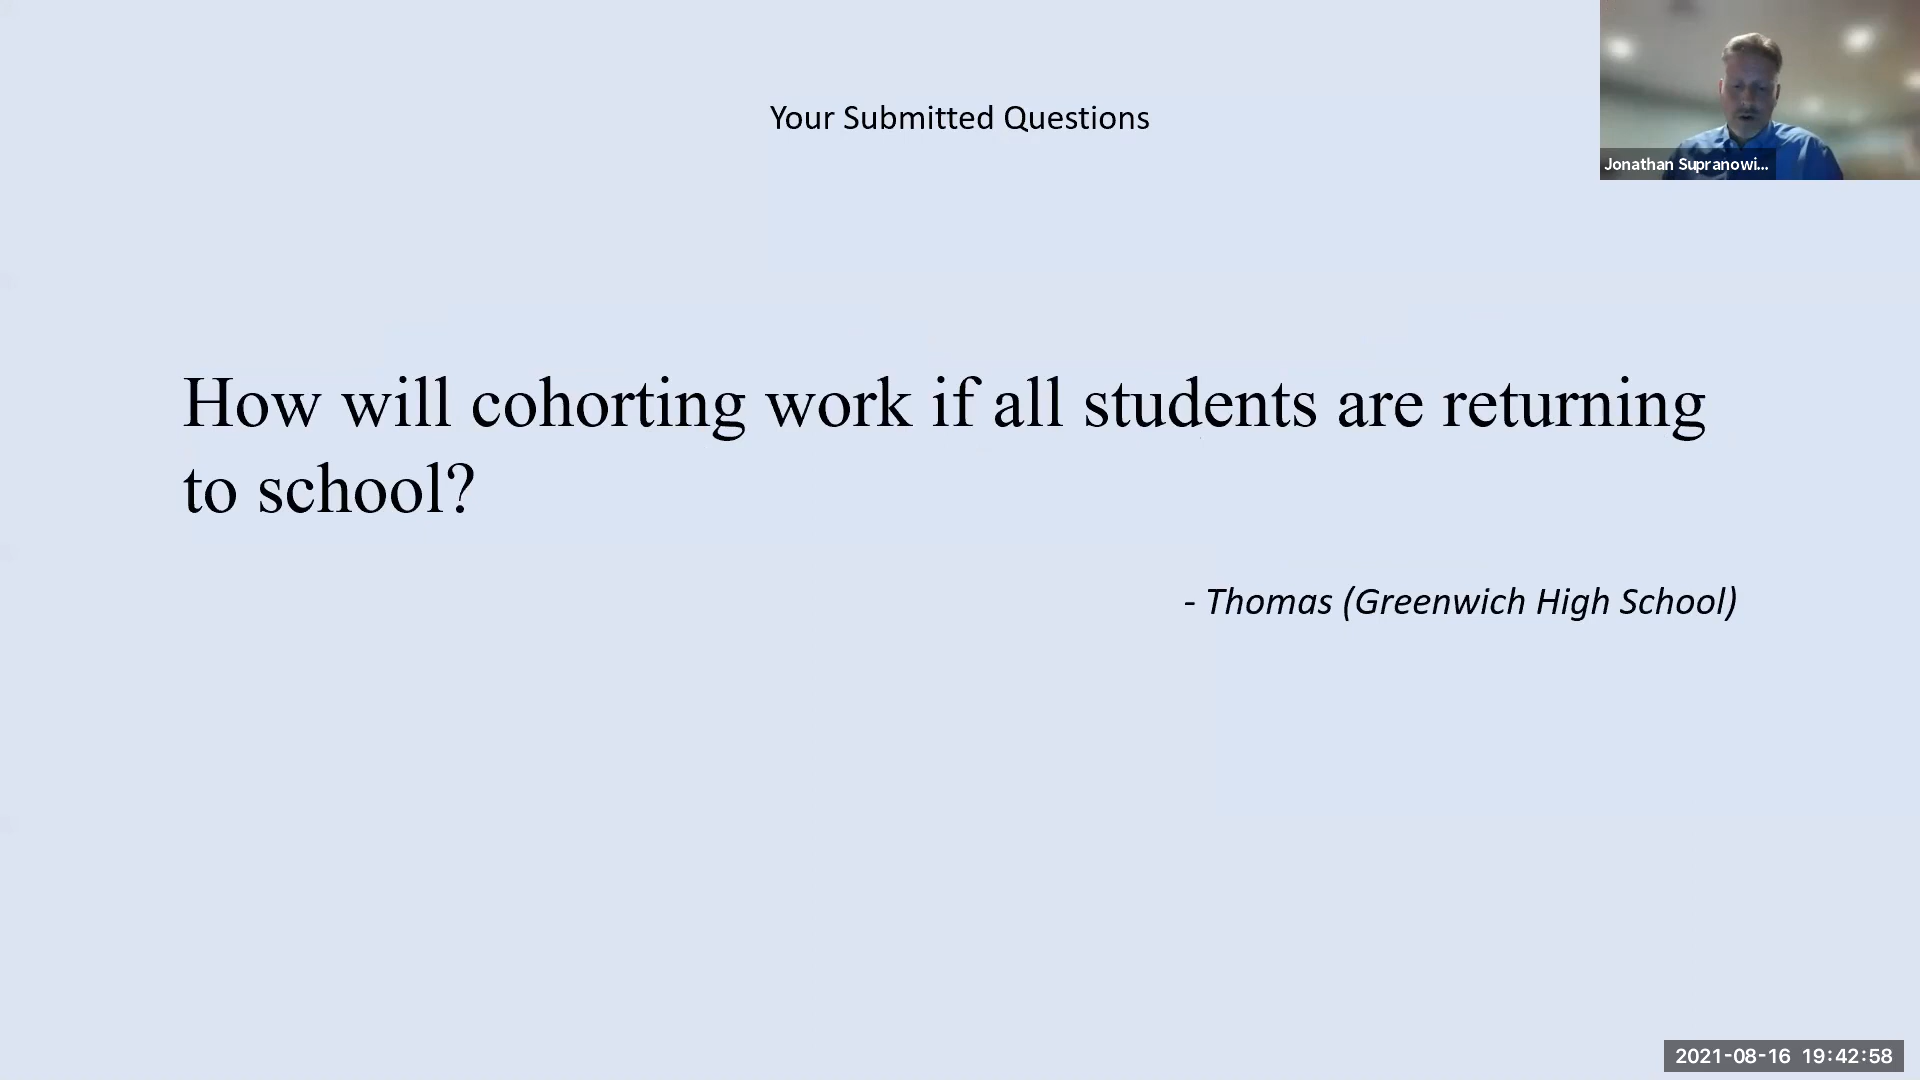 Your Submitted Questions
Jonathan Supranowi...
How will cohorting work if all students are returning
to school?
- Thomas (Greenwich High School)
2021-08-16 19:42:58